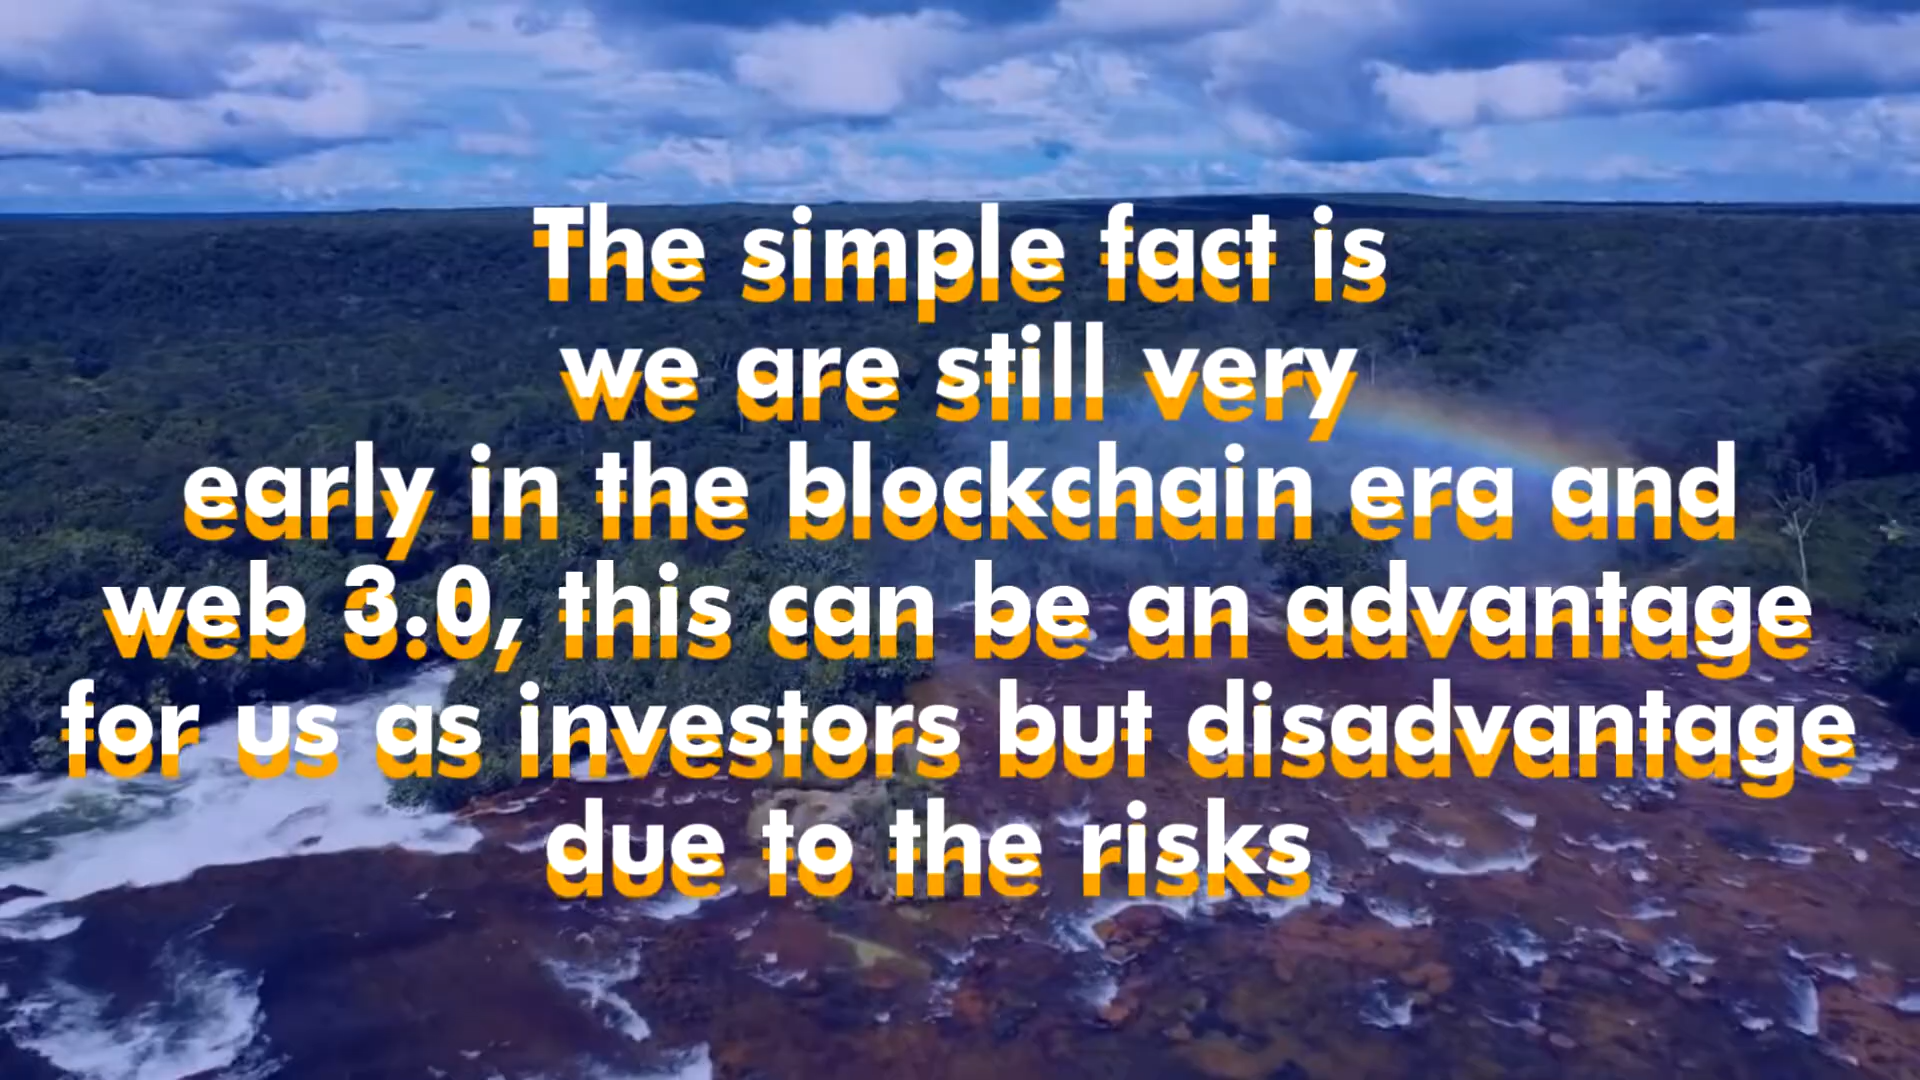 The simple fact is
we are still very
early in the blockchain era and
web 3.0, this can be an advantage
for us as investors but disadvantage
due to the risks